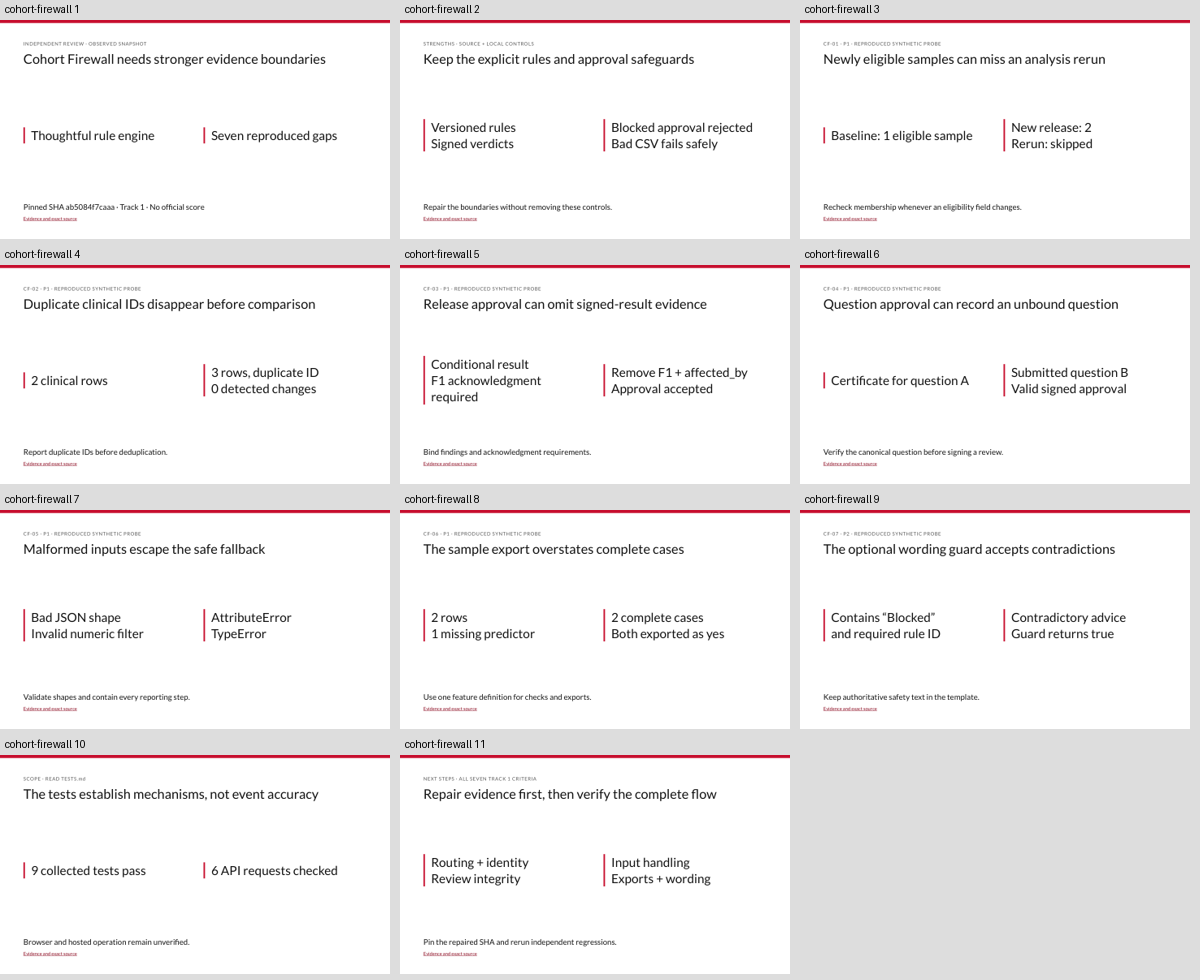 cohort-firewall 1
INDEPENDENT REVIEW · OBSERVED SNAPSHOT
Cohort Firewall needs stronger evidence boundaries
Thoughtful rule engine
Seven reproduced gaps
Pinned SHA ab5084f7caaa · Track 1 · No official score
Evidence and exact source
cohort-firewall 2
STRENGTHS · SOURCE + LOCAL CONTROLS
Keep the explicit rules and approval safeguards
Versioned rules
Signed verdicts
Blocked approval rejected
Bad CSV fails safely
Repair the boundaries without removing these controls.
Evidence and exact source
cohort-firewall 3
CF-01 · P1 · REPRODUCED SYNTHETIC PROBE
Newly eligible samples can miss an analysis rerun
Baseline: 1 eligible sample
New release: 2
Rerun: skipped
Recheck membership whenever an eligibility field changes.
Evidence and exact source
cohort-firewall 4
CF-02 · P1 · REPRODUCED SYNTHETIC PROBE
Duplicate clinical IDs disappear before comparison
2 clinical rows
3 rows, duplicate ID
0 detected changes
Report duplicate IDs before deduplication.
Evidence and exact source
cohort-firewall 5
CF-03 · P1 · REPRODUCED SYNTHETIC PROBE
Release approval can omit signed-result evidence
Conditional result
F1 acknowledgment
required
Remove F1 + affected_by
Approval accepted
Bind findings and acknowledgment requirements.
Evidence and exact source
cohort-firewall 6
CF-04 · P1 · REPRODUCED SYNTHETIC PROBE
Question approval can record an unbound question
Certificate for question A
Submitted question B
Valid signed approval
Verify the canonical question before signing a review.
Evidence and exact source
cohort-firewall 7
CF-05 · P1 · REPRODUCED SYNTHETIC PROBE
Malformed inputs escape the safe fallback
Bad JSON shape
Invalid numeric filter
AttributeError
TypeError
Validate shapes and contain every reporting step.
Evidence and exact source
cohort-firewall 8
CF-06 · P1 · REPRODUCED SYNTHETIC PROBE
The sample export overstates complete cases
2 rows
1 missing predictor
2 complete cases
Both exported as yes
Use one feature definition for checks and exports.
Evidence and exact source
cohort-firewall 9
CF-07 · P2 · REPRODUCED SYNTHETIC PROBE
The optional wording guard accepts contradictions
Contains “Blocked”
and required rule ID
Contradictory advice
Guard returns true
Keep authoritative safety text in the template.
Evidence and exact source
cohort-firewall 10
SCOPE · READ TESTS.md
The tests establish mechanisms, not event accuracy
9 collected tests pass
6 API requests checked
Browser and hosted operation remain unverified.
Evidence and exact source
cohort-firewall 11
NEXT STEPS · ALL SEVEN TRACK 1 CRITERIA
Repair evidence first, then verify the complete flow
Routing + identity
Review integrity
Input handling
Exports + wording
Pin the repaired SHA and rerun independent regressions.
Evidence and exact source